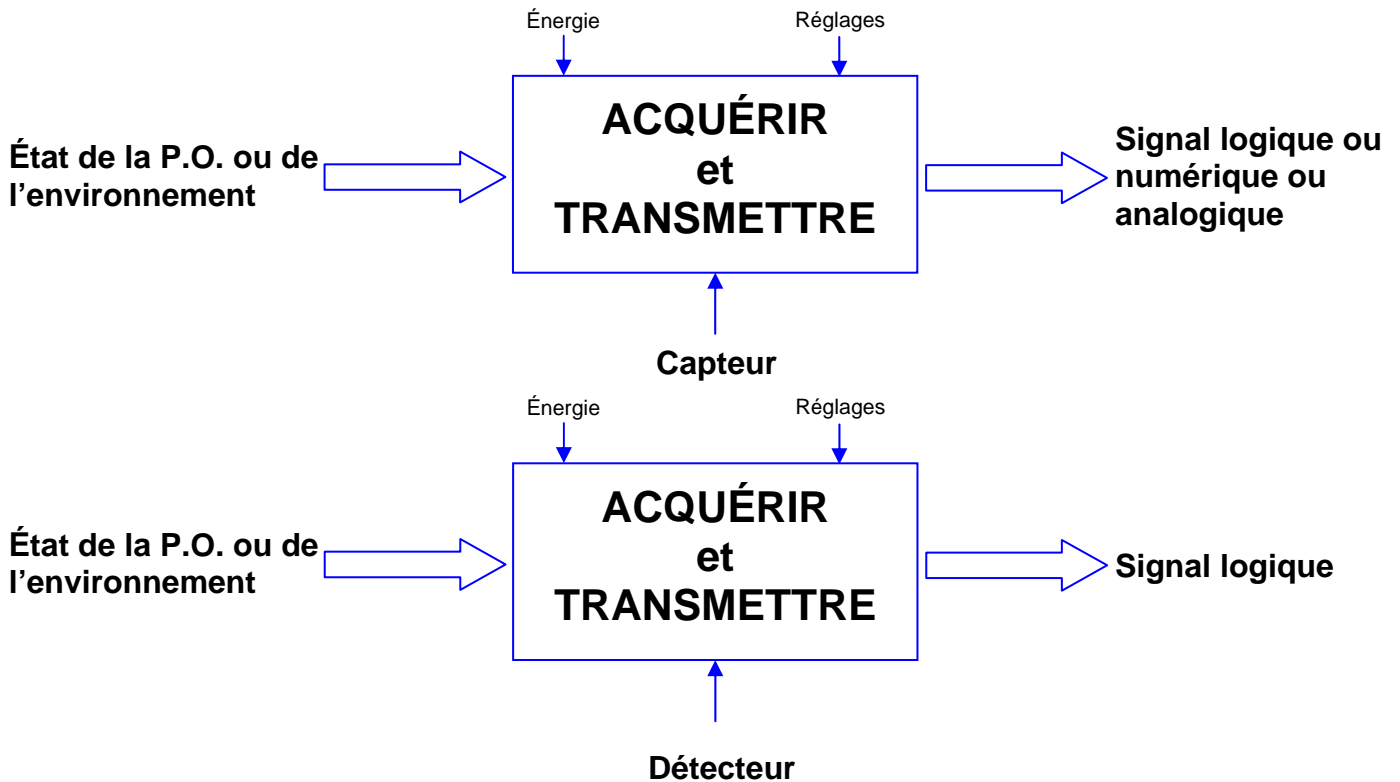 Énergie
Réglages
ACQUÉRIR
et
TRANSMETTRE
État de la P.O. ou de
l’environnement
Signal logique ou
numérique ou
analogique
Capteur
Énergie
Réglages
ACQUÉRIR
et
TRANSMETTRE
État de la P.O. ou de
l’environnement
Signal logique
Détecteur